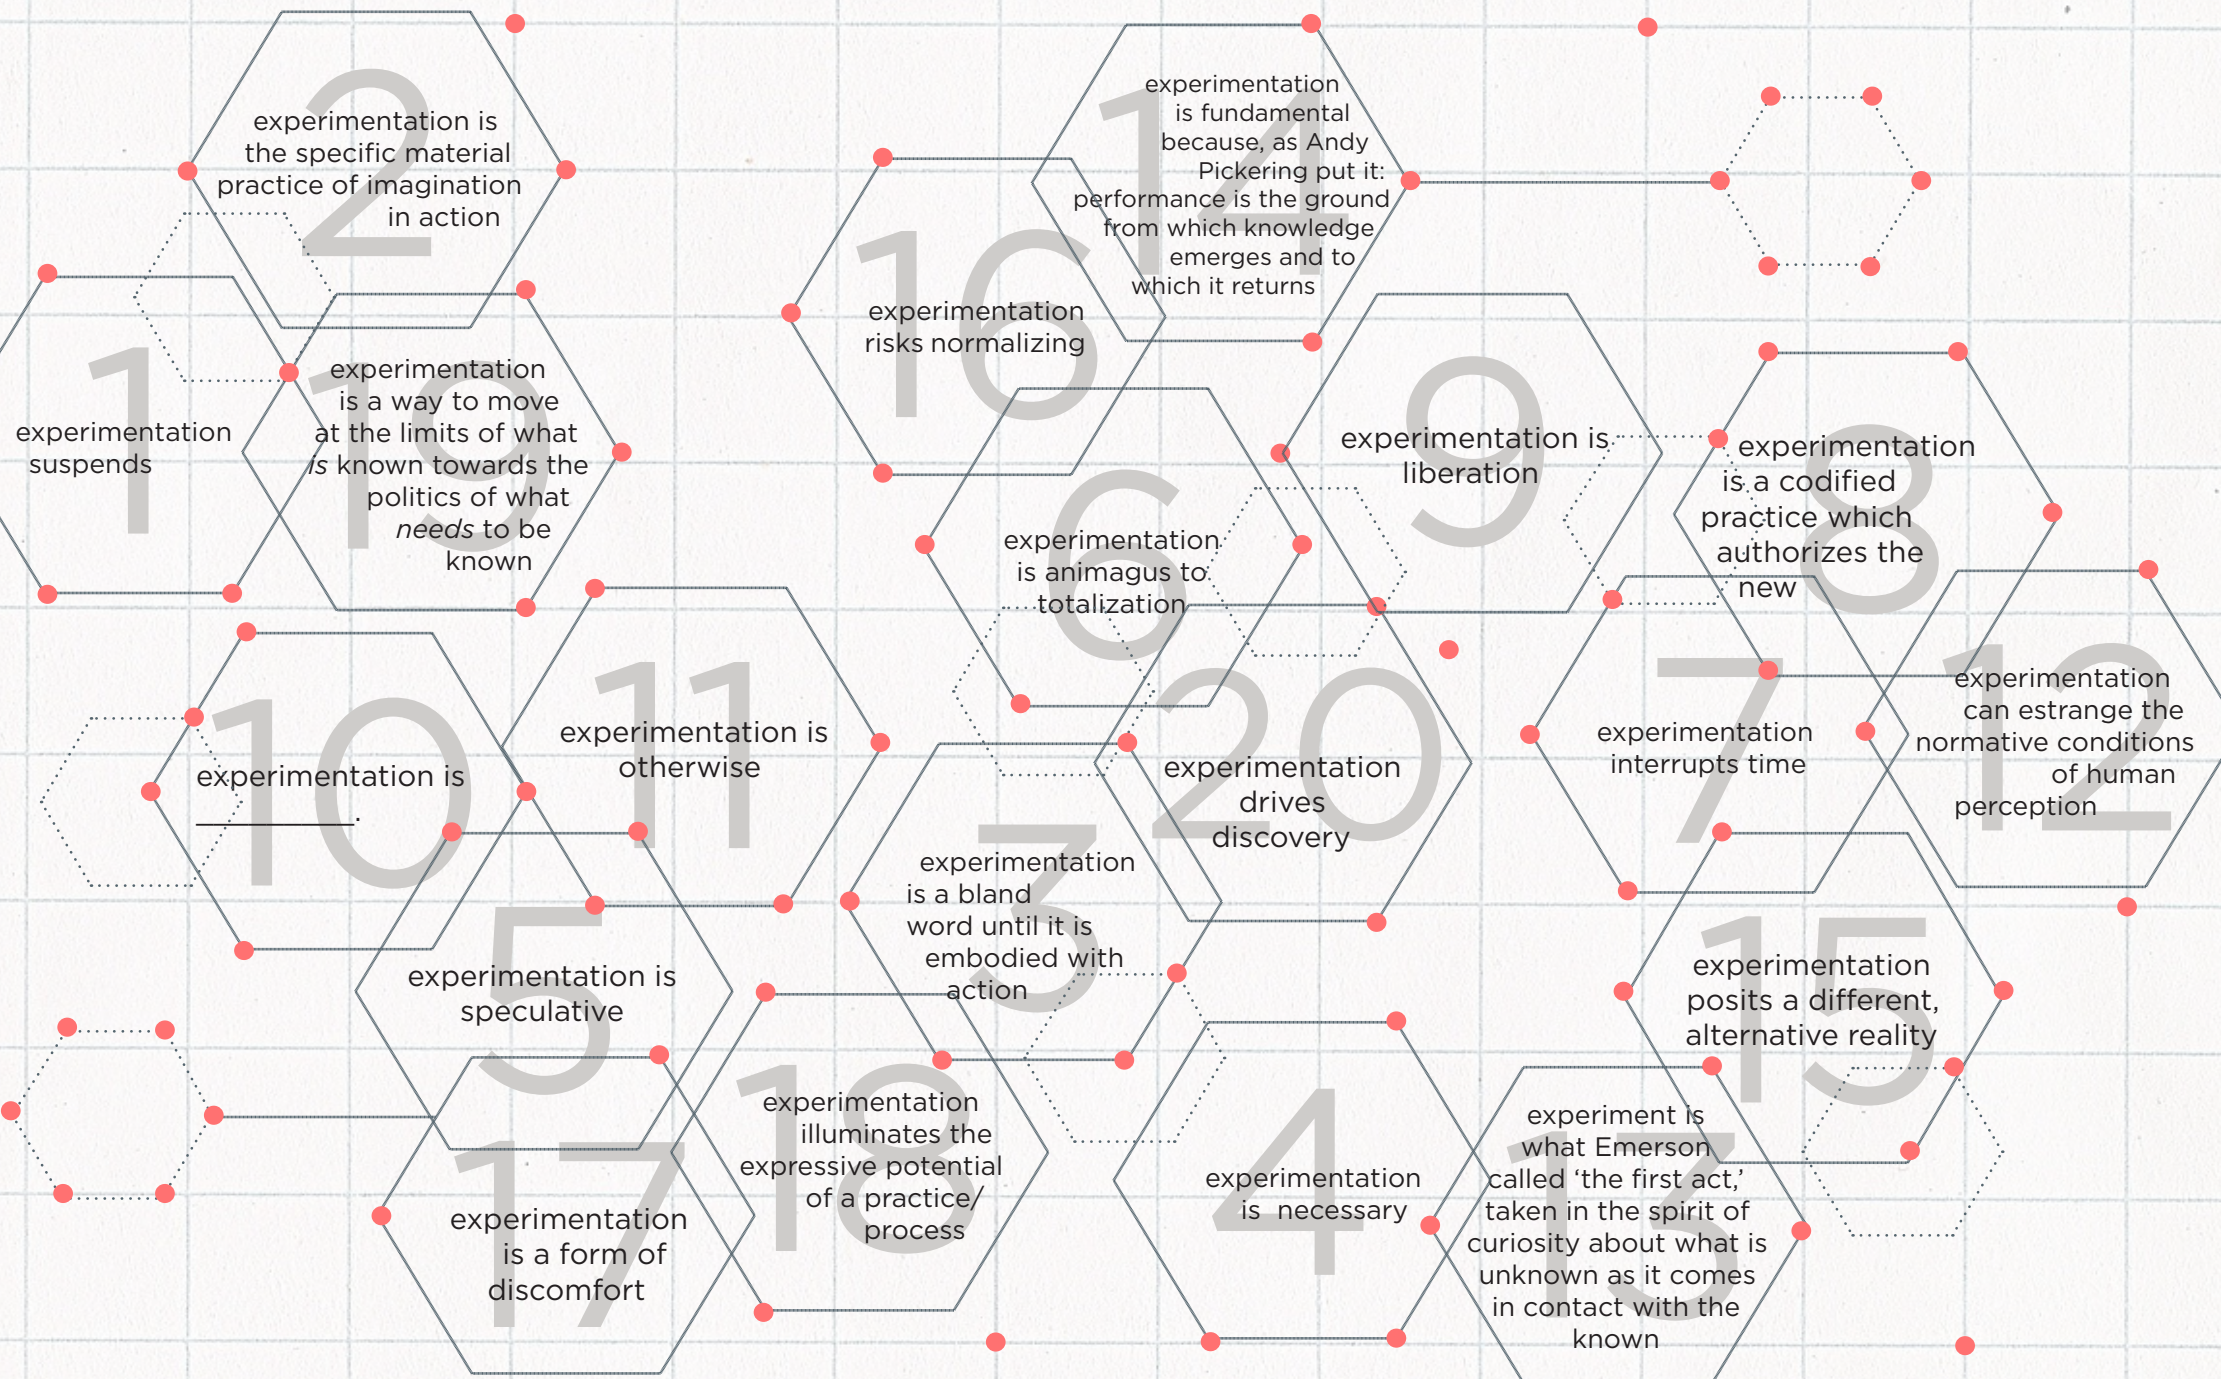 2
experimentation is
the specific material
practice of imagination
in action
14
experimentation
is fundamental
because, as Andy
Pickering put it:
performance is the ground
from which knowledge
emerges and to
which it returns
16
experimentation
risks normalizing
1
experimentation
suspends
19
experimentation
is a way to move
at the limits of what
is known towards the
politics of what
needs to be
known
9
experimentation is
liberation
8
experimentation
is a codified
practice which
authorizes the
new
6
experimentation
is animagus to
totalization
10
experimentation is
____________.
11
experimentation is
otherwise
20
experimentation
drives
discovery
7
experimentation
interrupts time
12
experimentation
can estrange the
normative conditions
of human
perception
3
experimentation
is a bland
word until it is
embodied with
action
5
experimentation is
speculative
15
experimentation
posits a different,
alternative reality
17
experimentation
is a form of
discomfort
18
experimentation
illuminates the
expressive potential
of a practice/
process
4
experimentation
is necessary
13
experiment is
what Emerson
called ‘the first act,’
taken in the spirit of
curiosity about what is
unknown as it comes
in contact with the
known